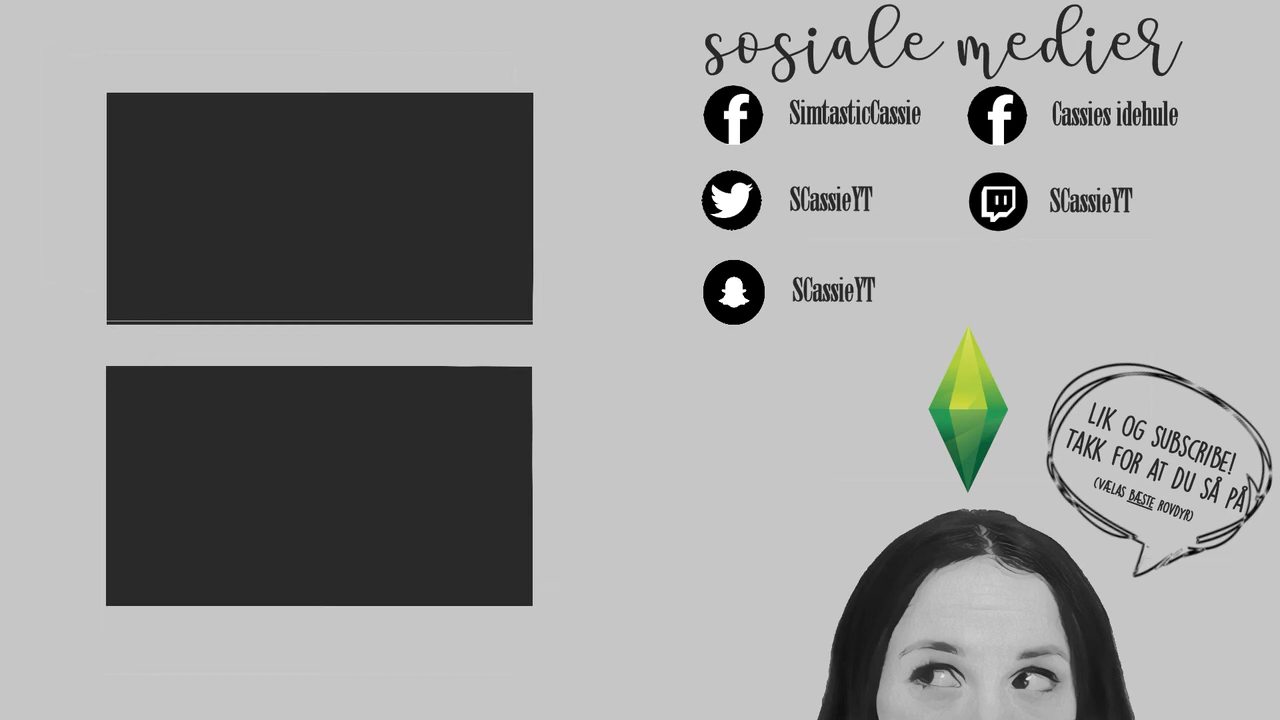 sosiale medier
SimtasticCassie
Cassies idehule
SCassieYT
SCassieYT
SCassieYT
LIK OG SUBSCRIBE!
TAKK FOR AT DU SÅ PÅ
(VÆLAS BÆSTE ROVDYR)